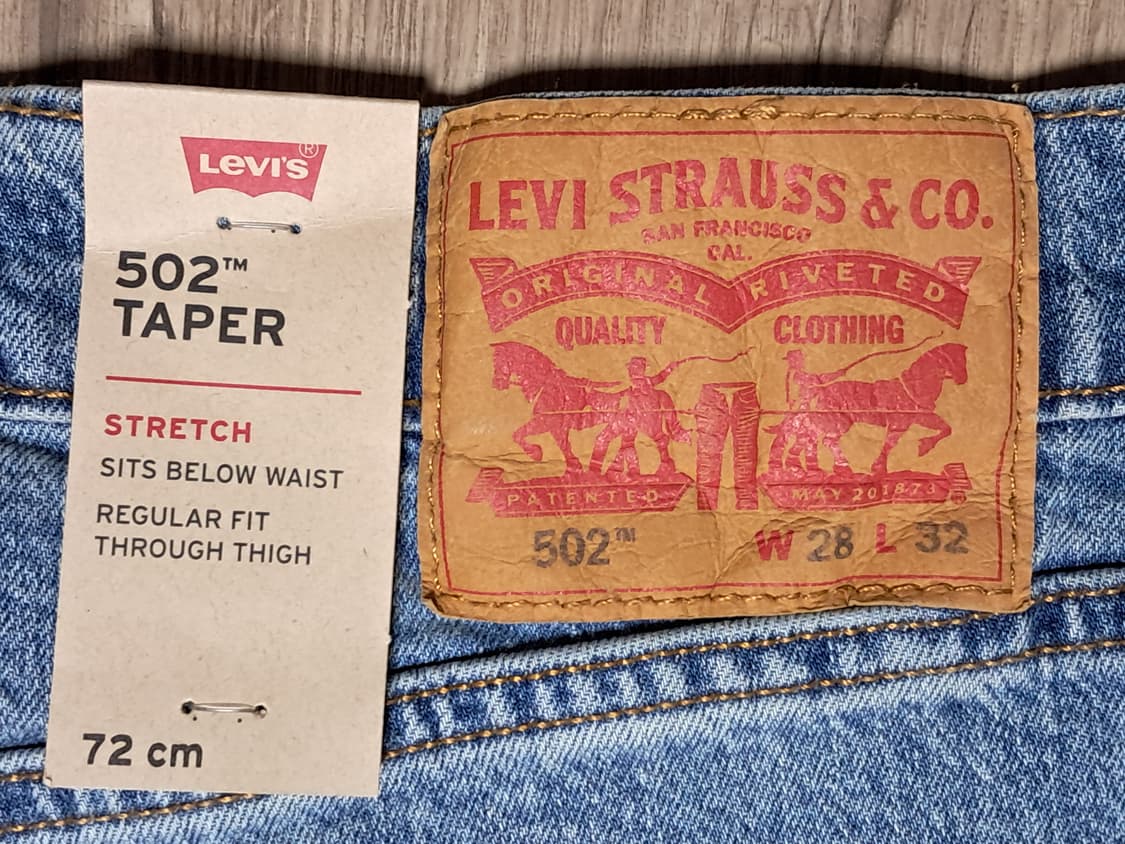 LEVI'S®
502™
TAPER
STRETCH
SITS BELOW WAIST
REGULAR FIT
THROUGH THIGH
72 cm
LEVI STRAUSS & CO.
SAN FRANCISCO
CAL.
ORIGINAL RIVETED
QUALITY CLOTHING
PATENTED MAY 20 1873
502™ W 28 L 32